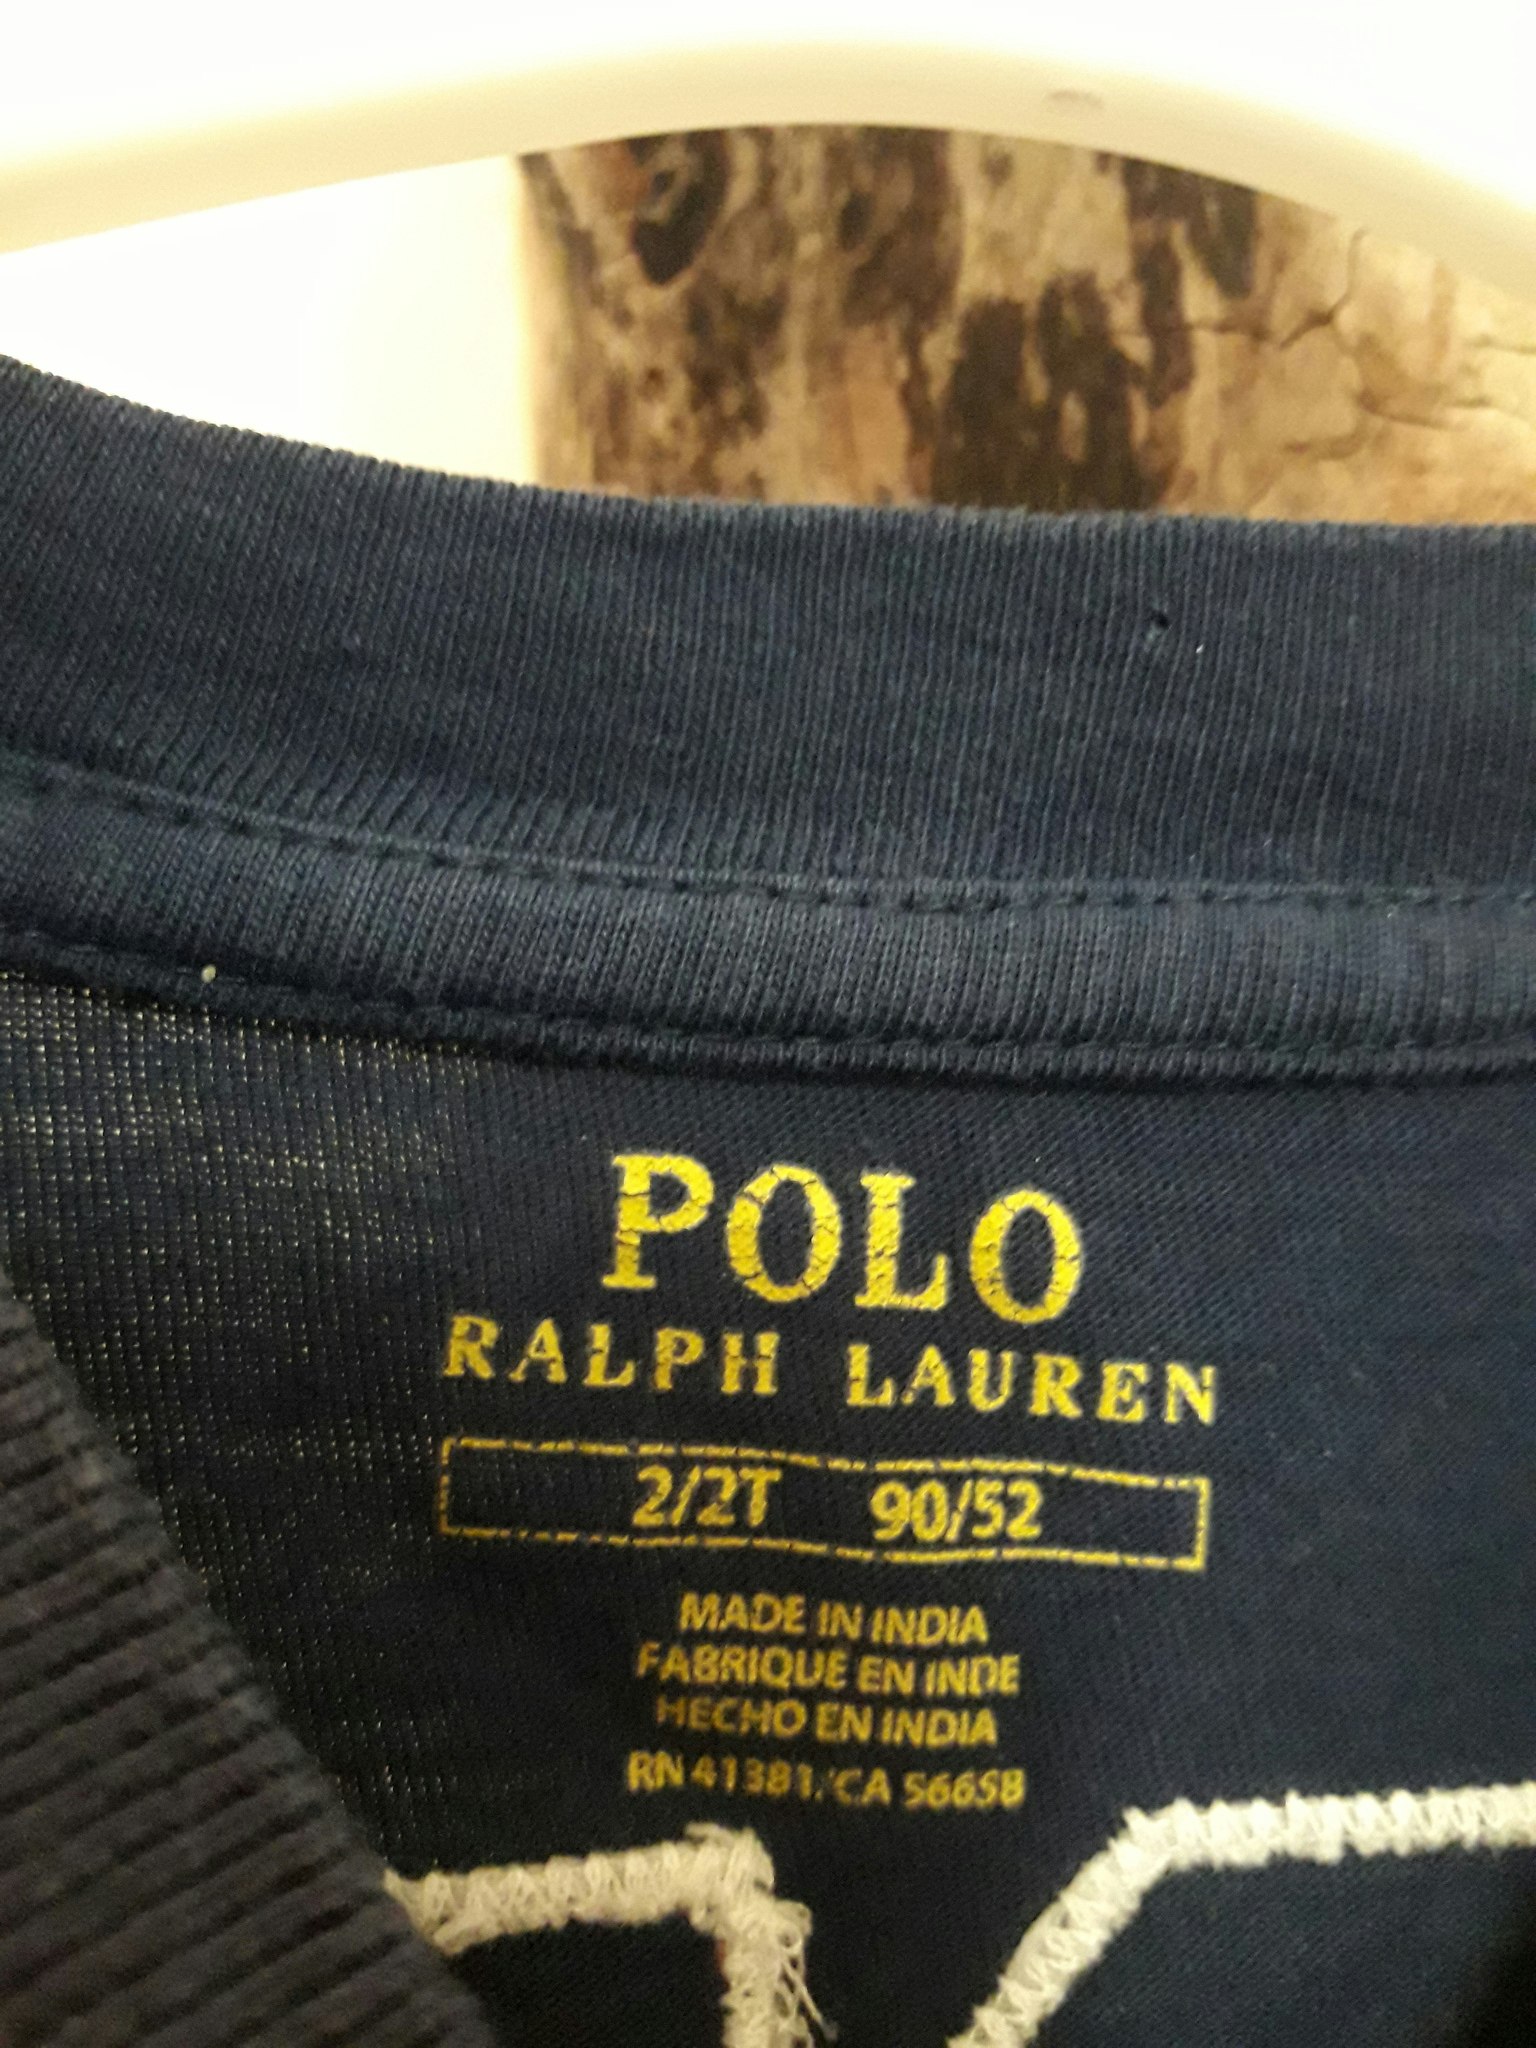 POLO
RALPH LAUREN
2/2T 90/52
MADE IN INDIA
FABRIQUE EN INDE
HECHO EN INDIA
RN 41381/CA 56658